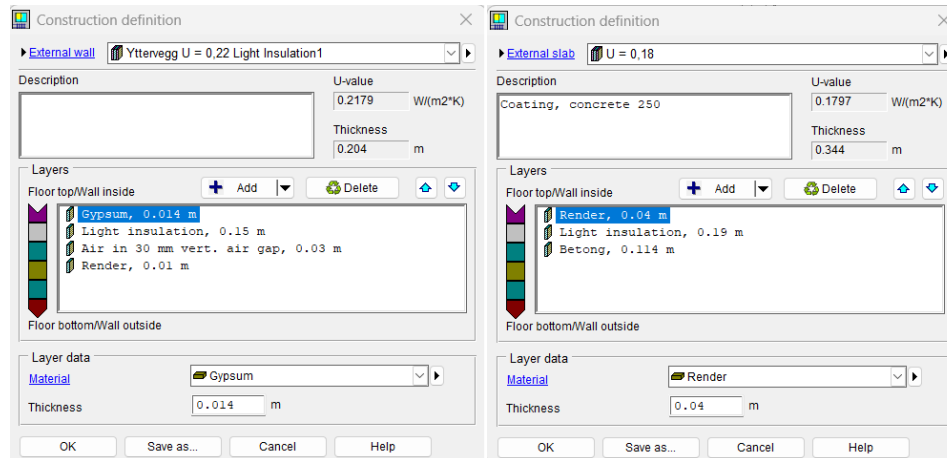 Construction definition
External wall Yttervegg U = 0,22 Light Insulation1
Description
U-value
0.2179 W/(m2*K)
Thickness
0.204 m
Layers
Floor top/Wall inside
Add
Delete
Gypsum, 0.014 m
Light insulation, 0.15 m
Air in 30 mm vert. air gap, 0.03 m
Render, 0.01 m
Floor bottom/Wall outside
Layer data
Material Gypsum
Thickness 0.014 m
OK Save as... Cancel Help
Construction definition
External slab U = 0,18
Description
Coating, concrete 250
U-value
0.1797 W/(m2*K)
Thickness
0.344 m
Layers
Floor top/Wall inside
Add
Delete
Render, 0.04 m
Light insulation, 0.19 m
Betong, 0.114 m
Floor bottom/Wall outside
Layer data
Material Render
Thickness 0.04 m
OK Save as... Cancel Help